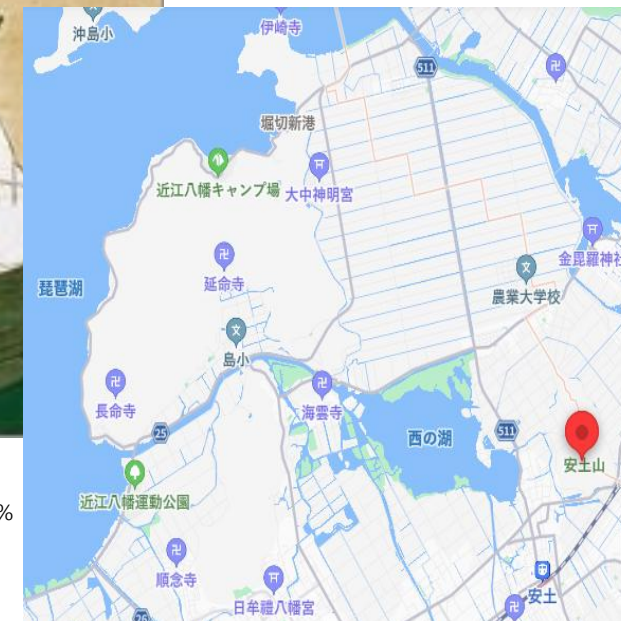 沖島小
伊崎寺
511
堀切新港
近江八幡キャンプ場
大中神明宮
金毘羅神社
延命寺
琵琶湖
農業大学校
島小
長命寺
海雲寺
25
西の湖
511
安土山
近江八幡運動公園
%
順念寺
安土
日牟禮八幡宮
26